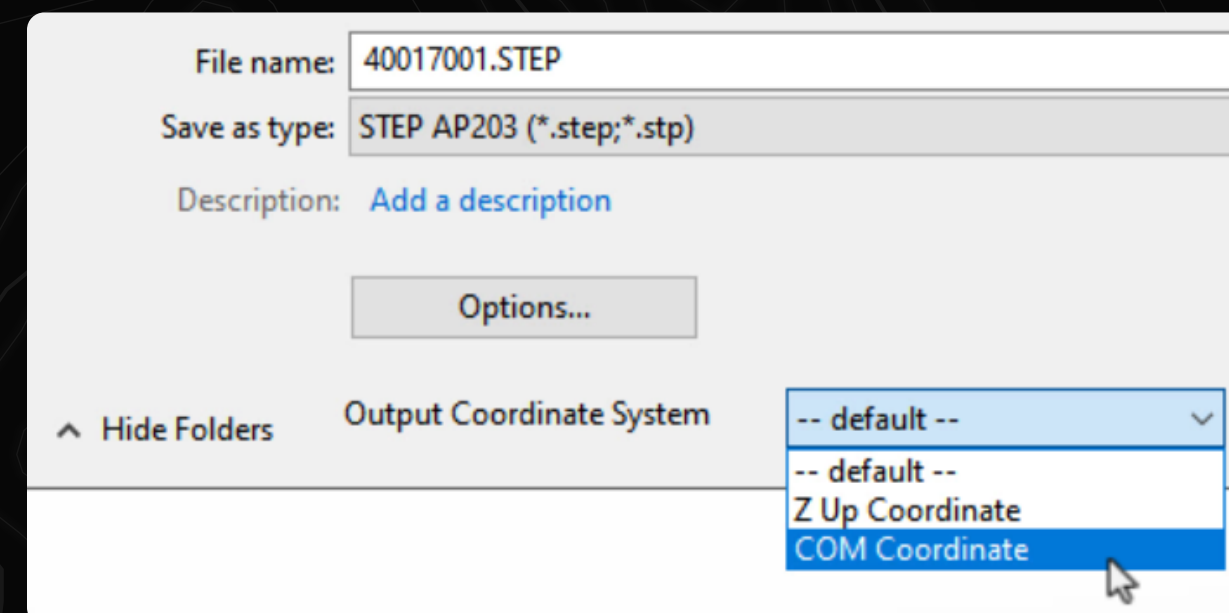 File name: 40017001.STEP
Save as type: STEP AP203 (*.step;*.stp)
Description: Add a description
Options...
Hide Folders Output Coordinate System -- default --
-- default --
Z Up Coordinate
COM Coordinate